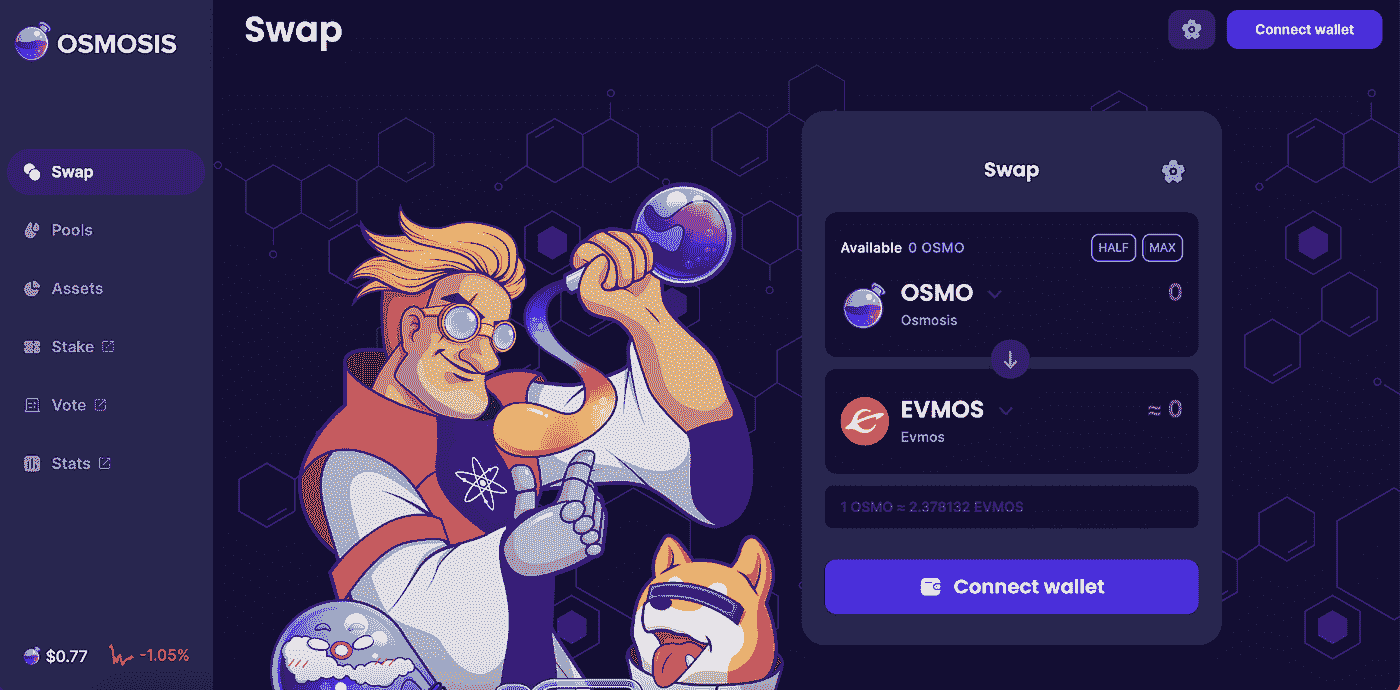 OSMOSIS
Swap
Pools
Assets
Stake
Vote
Stats
$0.77 -1.05%
Swap
Connect wallet
Swap
Available 0 OSMO HALF MAX
OSMO 0
Osmosis
EVMOS ≈ 0
Evmos
1 OSMO ≈ 2.378132 EVMOS
Connect wallet